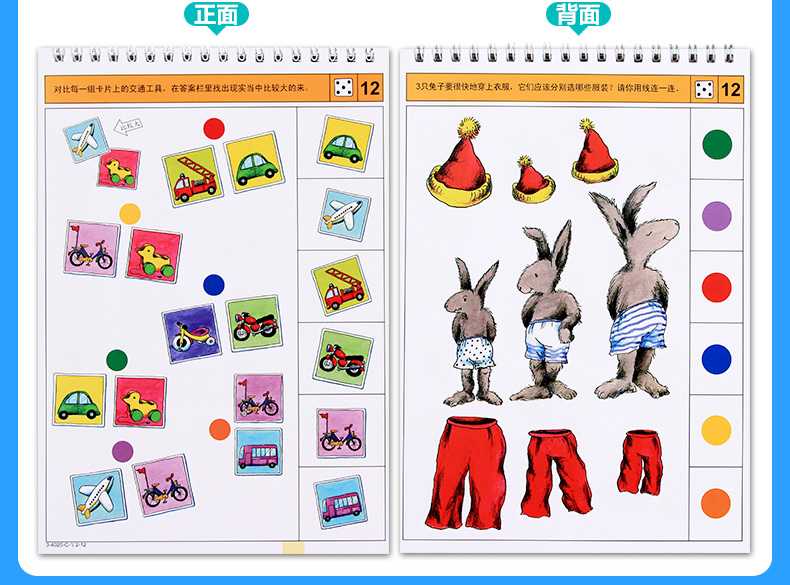 正面
背面
对比每一组卡片上的交通工具，在答案栏里找出现实当中比较大的来。
12
比较大
3只兔子要很快地穿上衣服，它们应该分别选哪些服装？请你用线连一连。
12